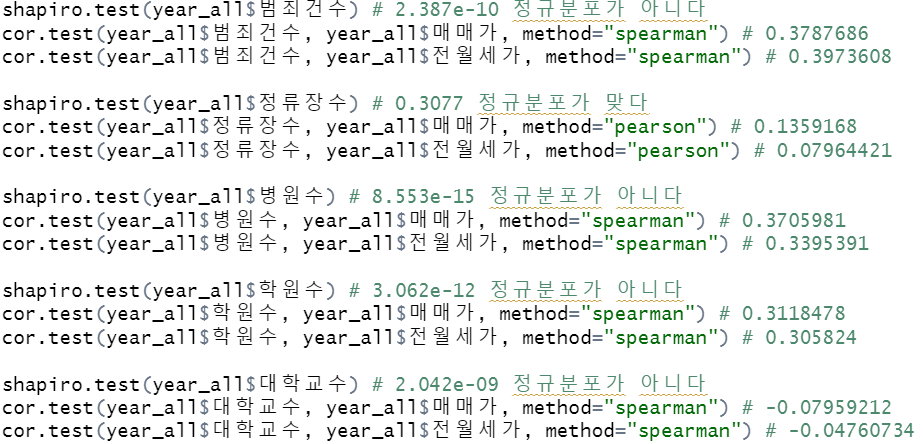 shapiro.test(year_all$범죄건수) # 2.387e-10 정규분포가 아니다
cor.test(year_all$범죄건수, year_all$매매가, method="spearman") # 0.3787686
cor.test(year_all$범죄건수, year_all$전월세가, method="spearman") # 0.3973608
shapiro.test(year_all$정류장수) # 0.3077 정규분포가 맞다
cor.test(year_all$정류장수, year_all$매매가, method="pearson") # 0.1359168
cor.test(year_all$정류장수, year_all$전월세가, method="pearson") # 0.07964421
shapiro.test(year_all$병원수) # 8.553e-15 정규분포가 아니다
cor.test(year_all$병원수, year_all$매매가, method="spearman") # 0.3705981
cor.test(year_all$병원수, year_all$전월세가, method="spearman") # 0.3395391
shapiro.test(year_all$학원수) # 3.062e-12 정규분포가 아니다
cor.test(year_all$학원수, year_all$매매가, method="spearman") # 0.3118478
cor.test(year_all$학원수, year_all$전월세가, method="spearman") # 0.305824
shapiro.test(year_all$대학교수) # 2.042e-09 정규분포가 아니다
cor.test(year_all$대학교수, year_all$매매가, method="spearman") # -0.07959212
cor.test(year_all$대학교수, year_all$전월세가, method="spearman") # -0.04760734